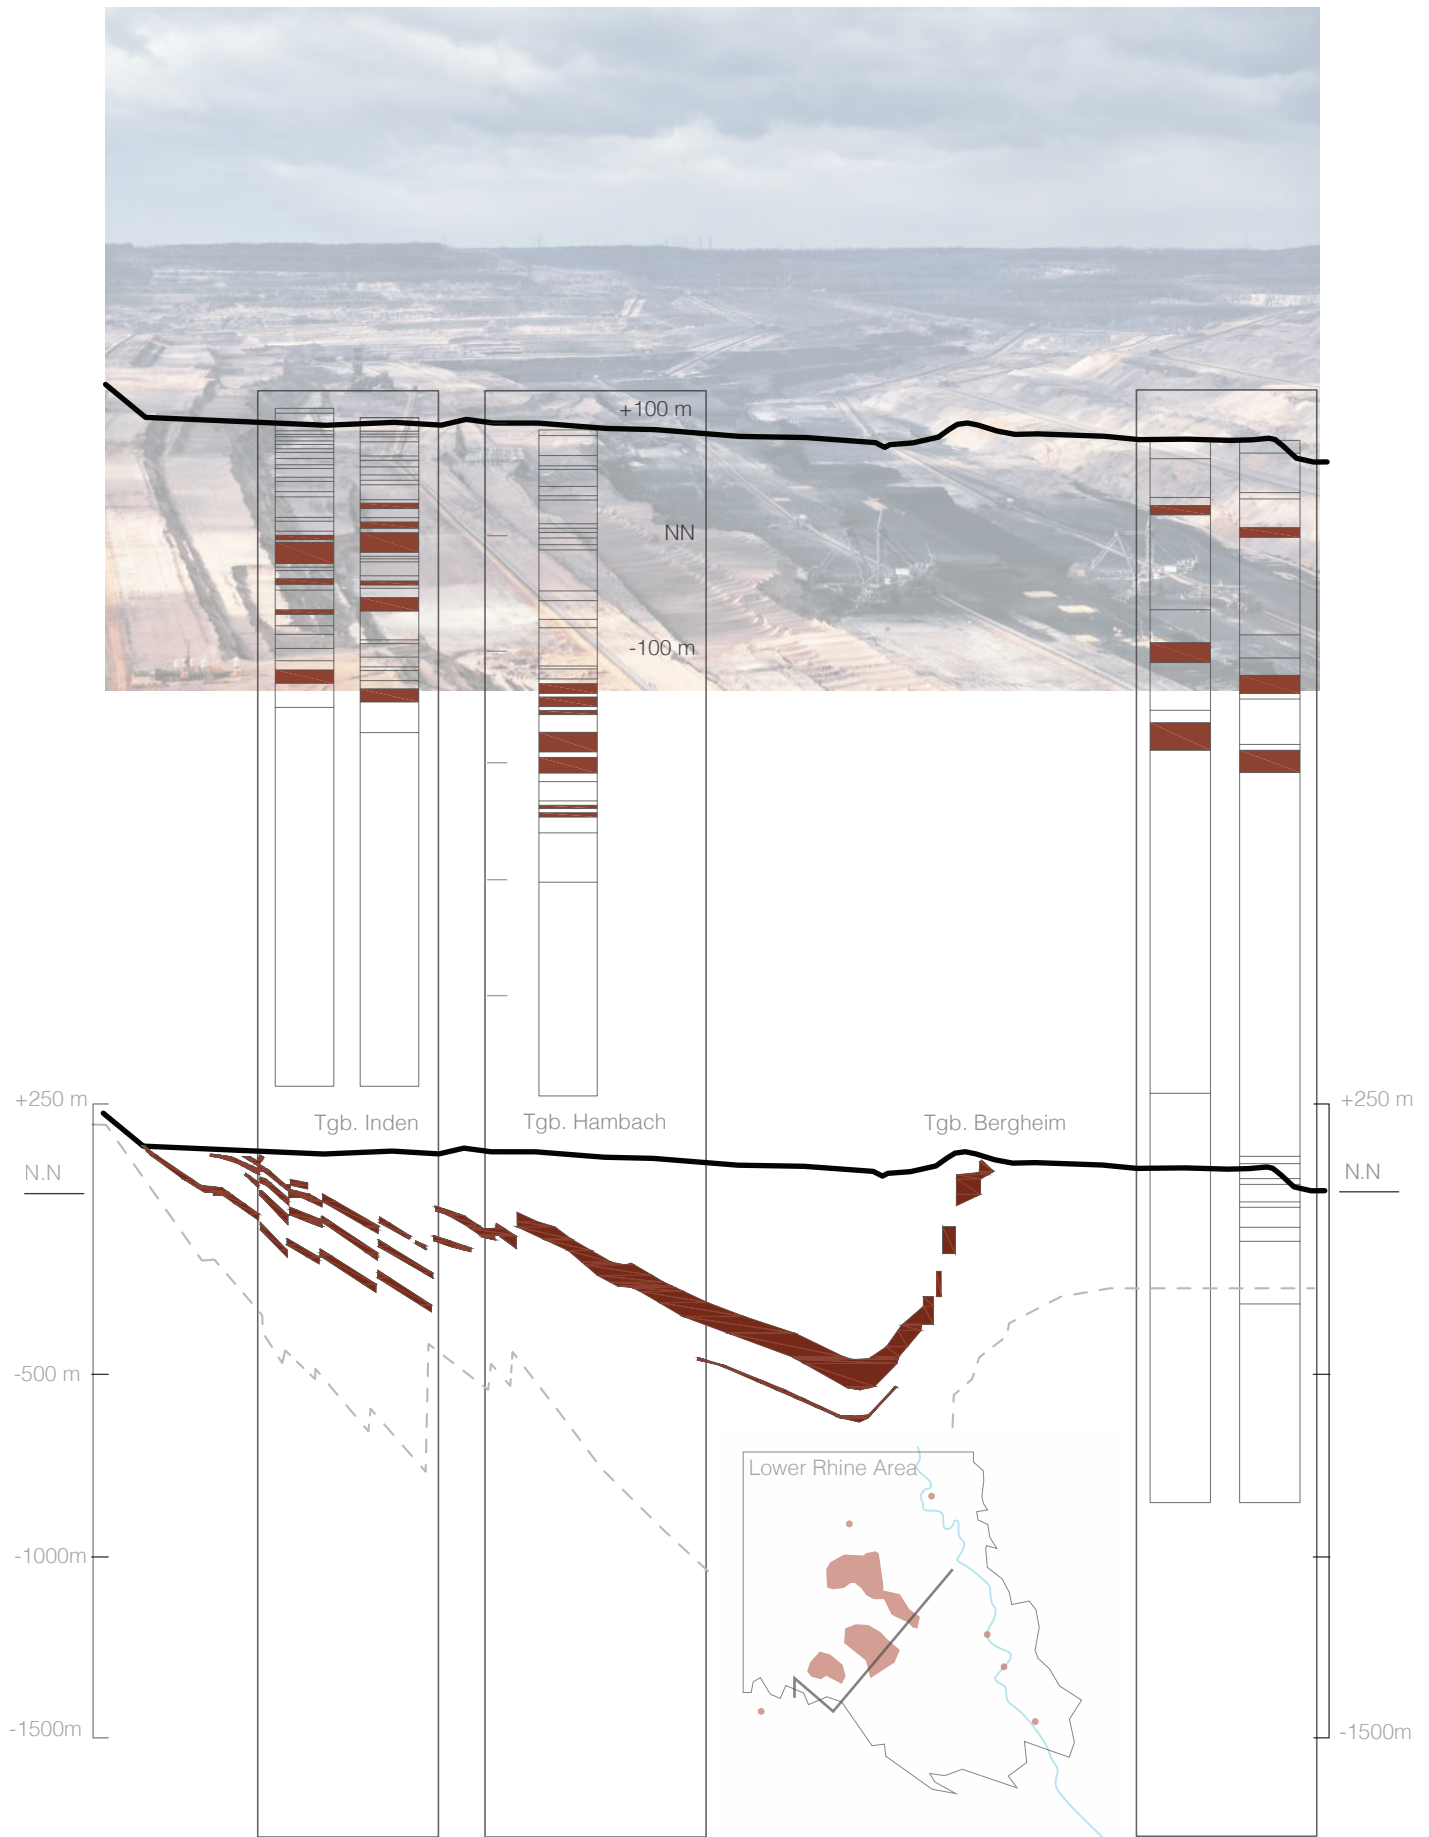 +100 m
NN
-100 m
+250 m
+250 m
Tgb. Inden
Tgb. Hambach
Tgb. Bergheim
N.N
N.N
-500 m
Lower Rhine Area
-1000m
-1500m
-1500m